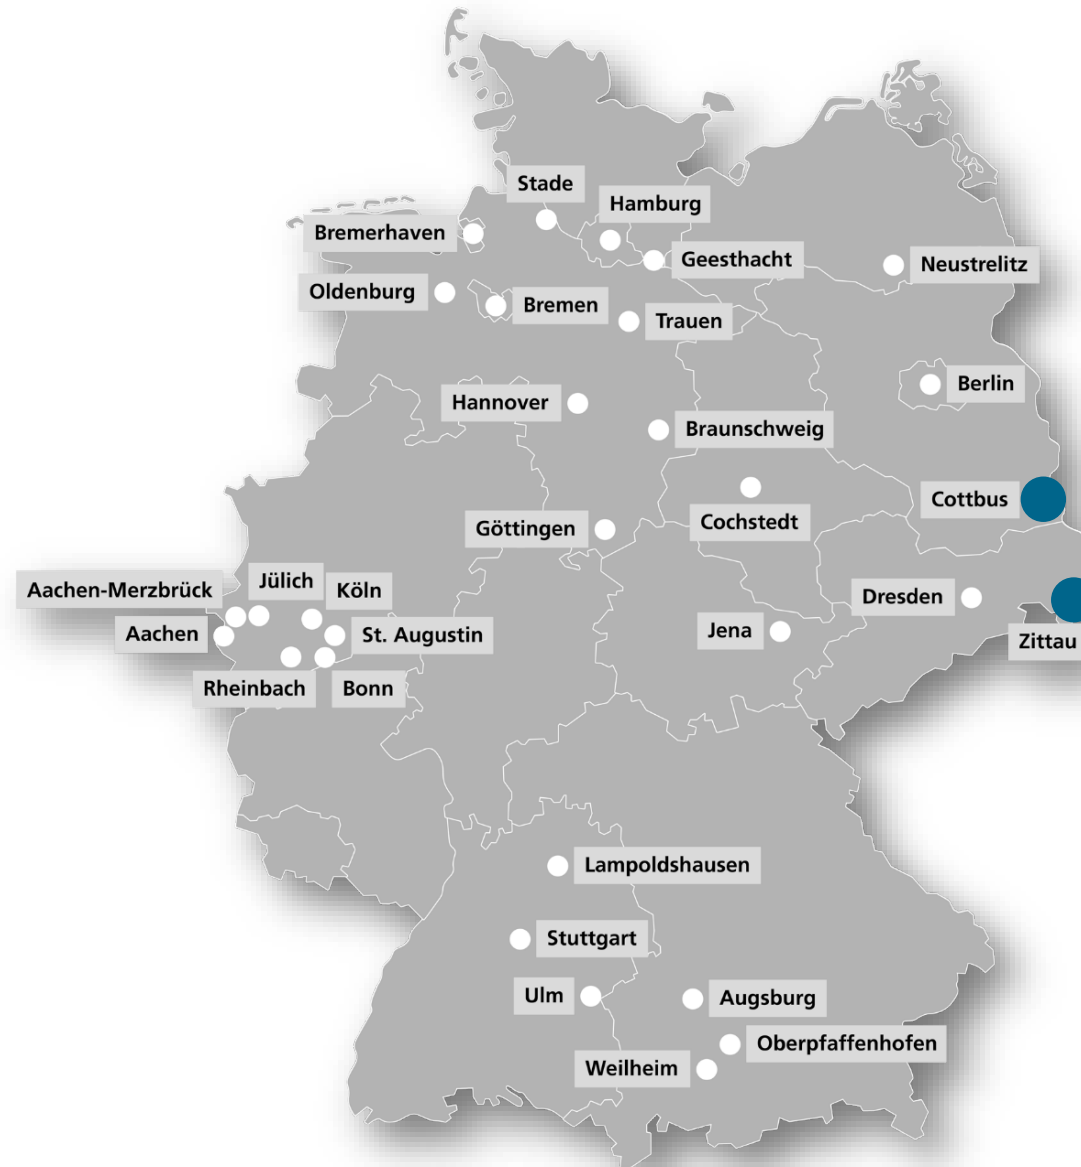 Stade
Hamburg
Bremerhaven
Geesthacht
Neustrelitz
Oldenburg
Bremen
Trauen
Berlin
Hannover
Braunschweig
Cottbus
Cochstedt
Göttingen
Jülich
Aachen-Merzbrück
Köln
Dresden
Jena
Aachen
St. Augustin
Zittau
Rheinbach
Bonn
Lampoldshausen
Stuttgart
Ulm
Augsburg
Oberpfaffenhofen
Weilheim